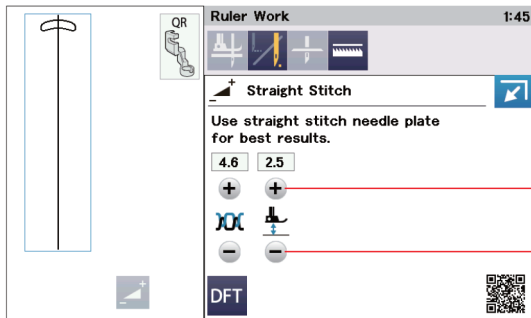 QR
Ruler Work 1:45
Straight Stitch
Use straight stitch needle plate
for best results.
4.6 2.5
DFT